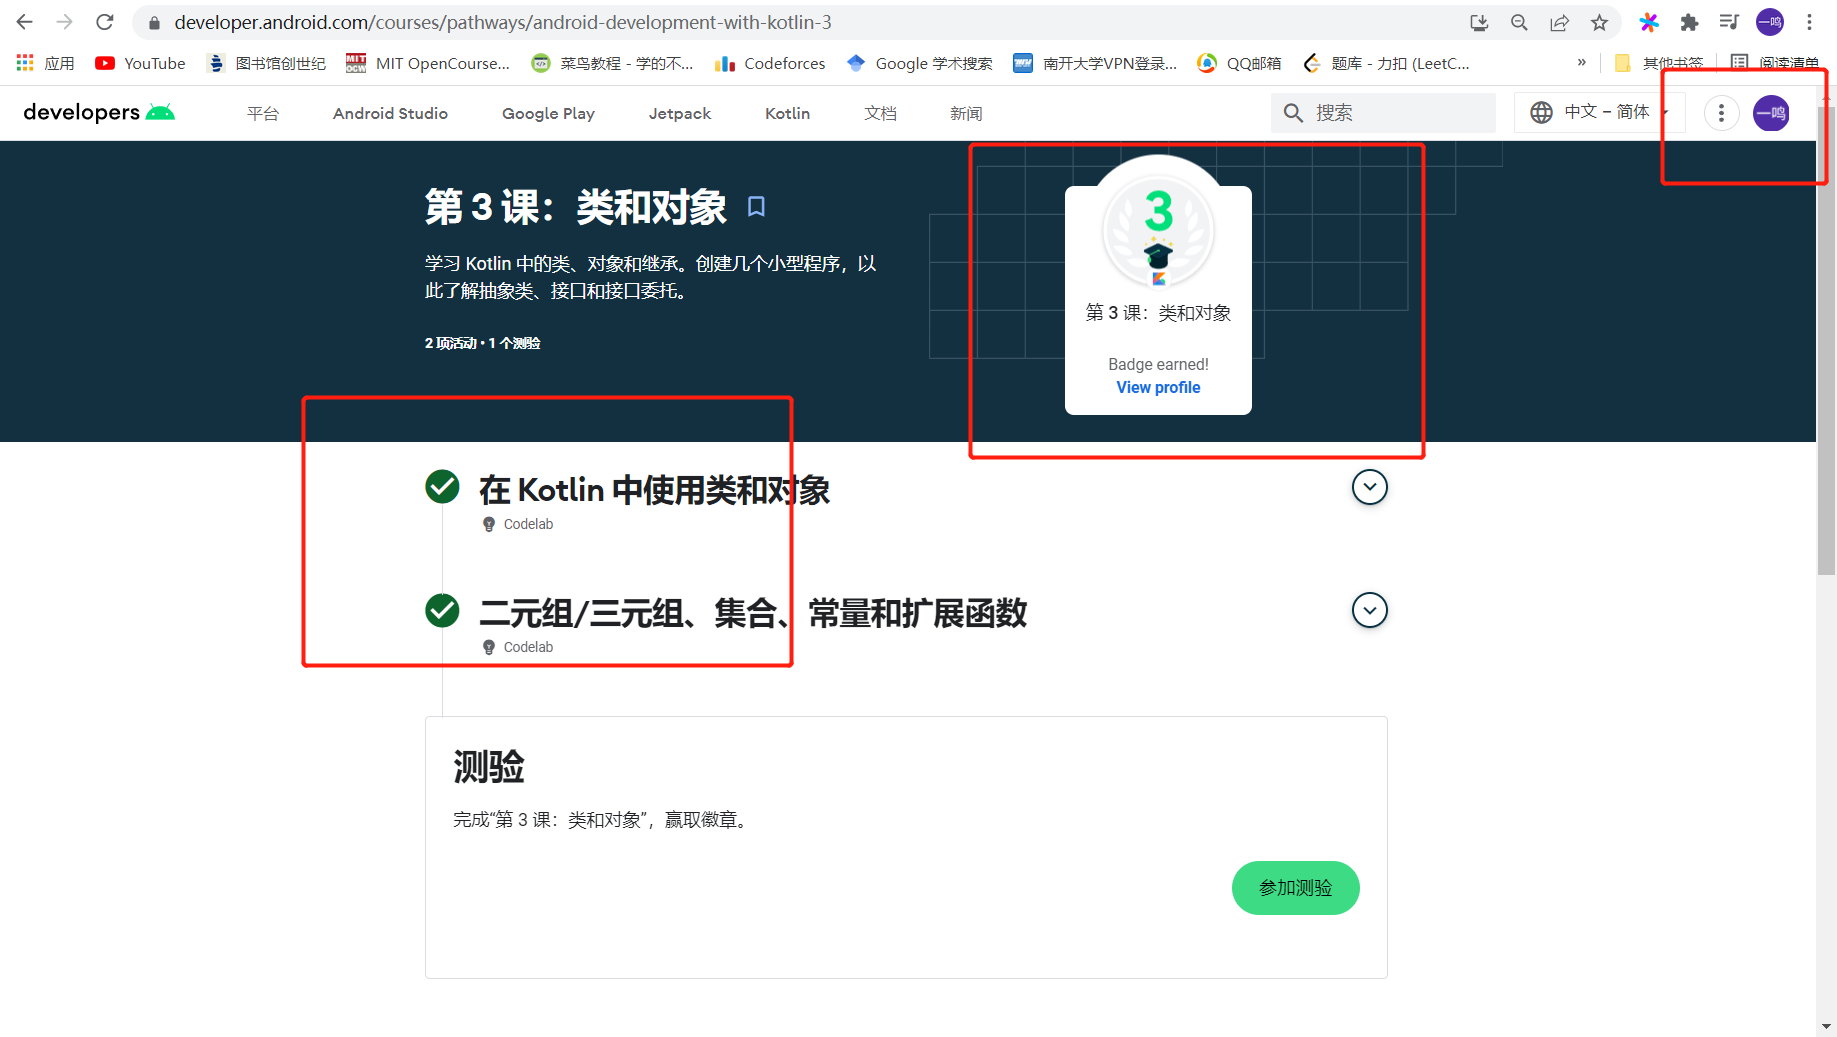 developer.android.com/courses/pathways/android-development-with-kotlin-3
一鸣
应用 YouTube 图书馆创世纪 MIT OpenCourse... 菜鸟教程 - 学的不... Codeforces Google 学术搜索 南开大学VPN登录... QQ邮箱 题库 - 力扣 (LeetC... » 其他书签 阅读清单
developers 平台 Android Studio Google Play Jetpack Kotlin 文档 新闻 搜索 中文 – 简体 一鸣
第 3 课：类和对象
学习 Kotlin 中的类、对象和继承。创建几个小型程序，以
此了解抽象类、接口和接口委托。
2 项活动 • 1 个测验
3
第 3 课：类和对象
Badge earned!
View profile
在 Kotlin 中使用类和对象
Codelab
二元组/三元组、集合、常量和扩展函数
Codelab
测验
完成“第 3 课：类和对象”，赢取徽章。
参加测验